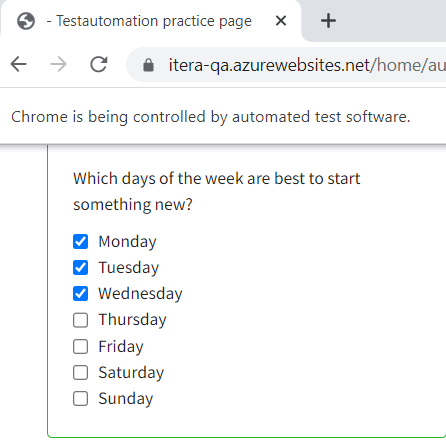 - Testautomation practice page
itera-qa.azurewebsites.net/home/au
Chrome is being controlled by automated test software.
Which days of the week are best to start
something new?
Monday
Tuesday
Wednesday
Thursday
Friday
Saturday
Sunday